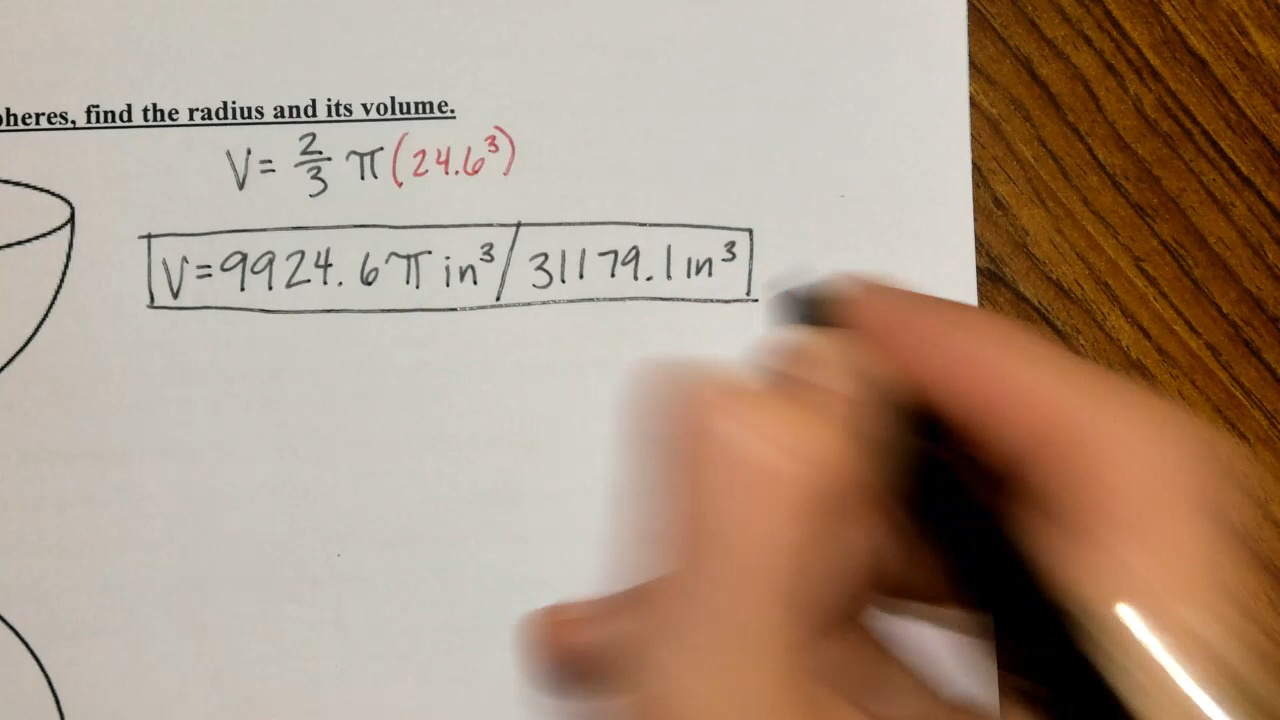 pheres, find the radius and its volume.
V = 2/3 π (24.6³)
V = 9924.6π in³ / 31179.1 in³